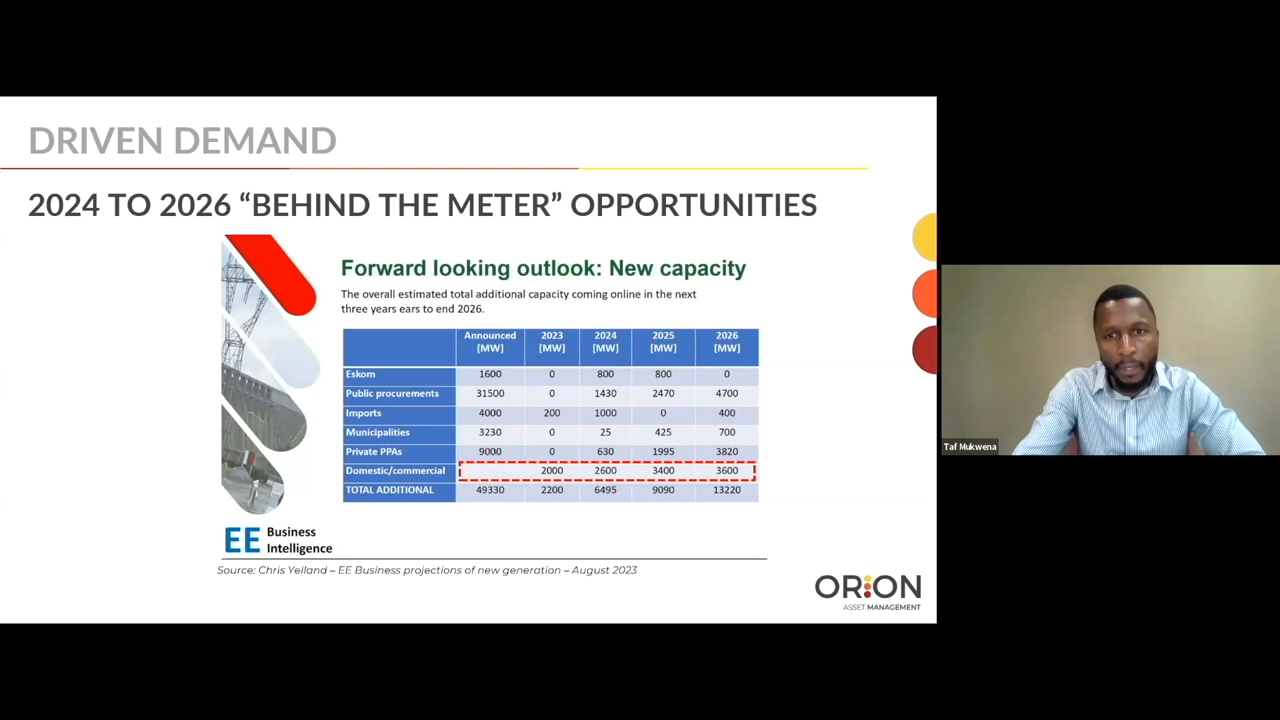 DRIVEN DEMAND
2024 TO 2026 “BEHIND THE METER” OPPORTUNITIES
Forward looking outlook: New capacity
The overall estimated total additional capacity coming online in the next
three years ears to end 2026.
Announced [MW] 2023 [MW] 2024 [MW] 2025 [MW] 2026 [MW]
Eskom 1600 0 800 800 0
Public procurements 31500 0 1430 2470 4700
Imports 4000 200 1000 0 400
Municipalities 3230 0 25 425 700
Private PPAs 9000 0 630 1995 3820
Domestic/commercial 2000 2600 3400 3600
TOTAL ADDITIONAL 49330 2200 6495 9090 13220
EE Business
Intelligence
Source: Chris Yelland – EE Business projections of new generation – August 2023
ORION
ASSET MANAGEMENT
Taf Mukwena